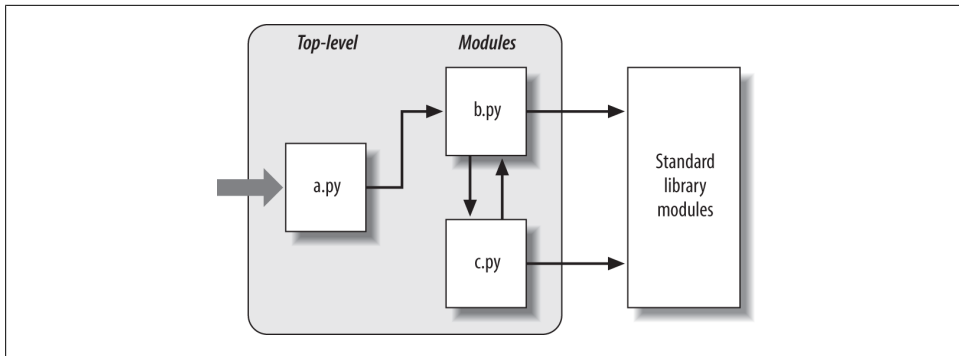 Top-level
Modules
b.py
a.py
c.py
Standard
library
modules